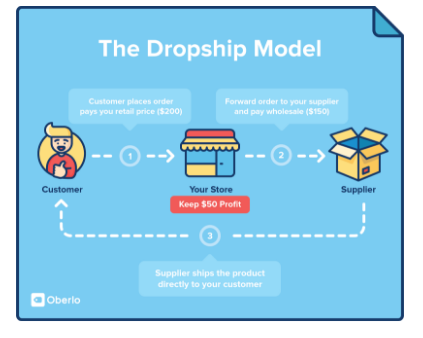 The Dropship Model
Customer places order
pays you retail price ($200)
Forward order to your supplier
and pay wholesale ($150)
1
2
Customer
Your Store
Supplier
Keep $50 Profit
3
Supplier ships the product
directly to your customer
Oberlo